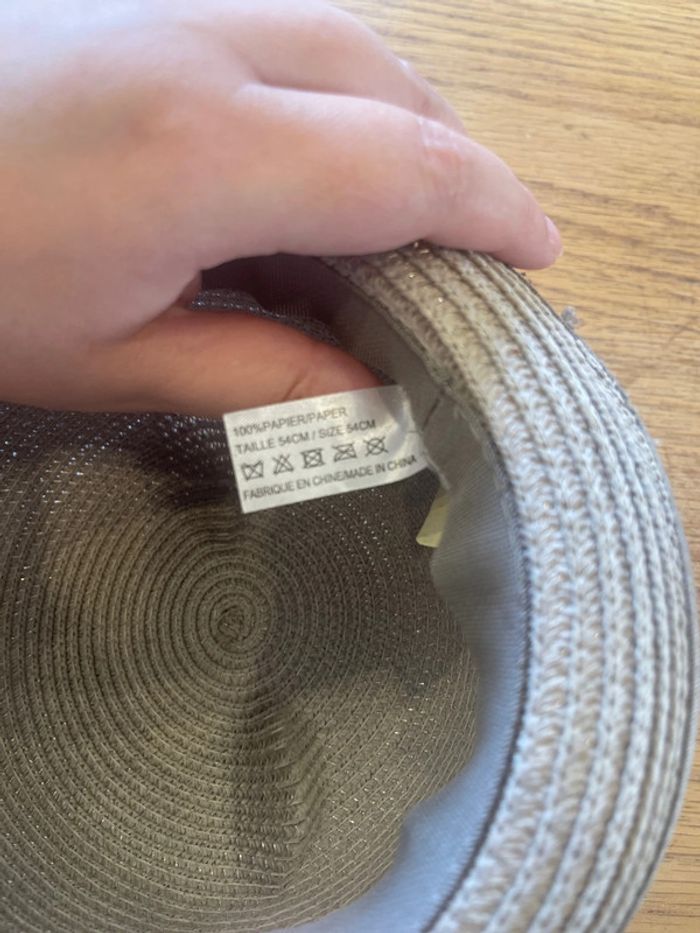 100%PAPIER/PAPER
TAILLE 54CM / SIZE 54CM
FABRIQUE EN CHINE/MADE IN CHINA